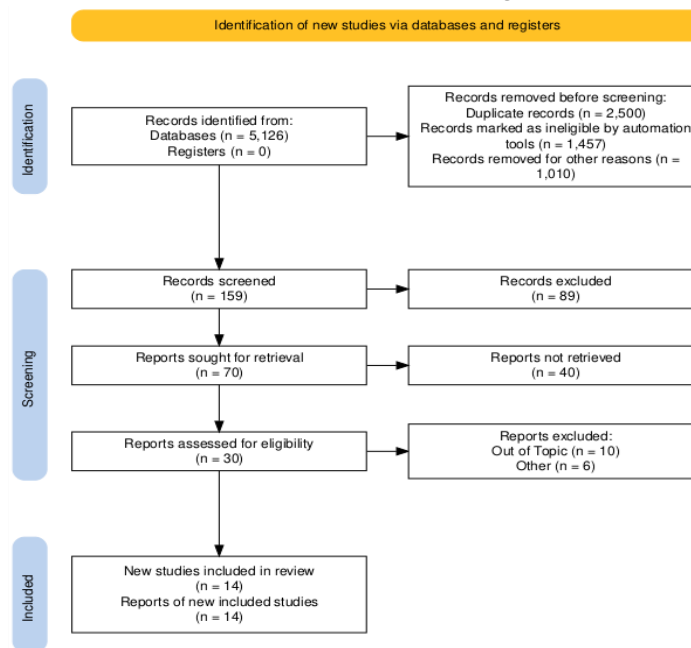 Identification of new studies via databases and registers
Identification
Records identified from:
Databases (n = 5,126)
Registers (n = 0)
Records removed before screening:
Duplicate records (n = 2,500)
Records marked as ineligible by automation
tools (n = 1,457)
Records removed for other reasons (n =
1,010)
Screening
Records screened
(n = 159)
Records excluded
(n = 89)
Reports sought for retrieval
(n = 70)
Reports not retrieved
(n = 40)
Reports assessed for eligibility
(n = 30)
Reports excluded:
Out of Topic (n = 10)
Other (n = 6)
Included
New studies included in review
(n = 14)
Reports of new included studies
(n = 14)